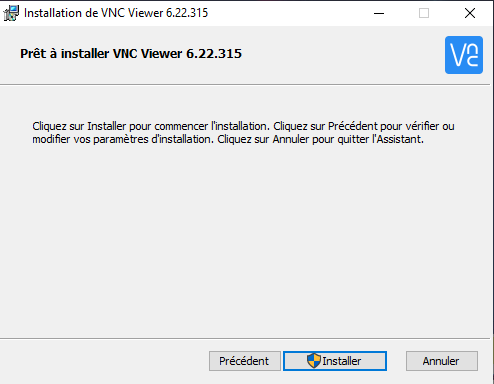 Installation de VNC Viewer 6.22.315
Prêt à installer VNC Viewer 6.22.315
Cliquez sur Installer pour commencer l'installation. Cliquez sur Précédent pour vérifier ou
modifier vos paramètres d'installation. Cliquez sur Annuler pour quitter l'Assistant.
Précédent Installer Annuler